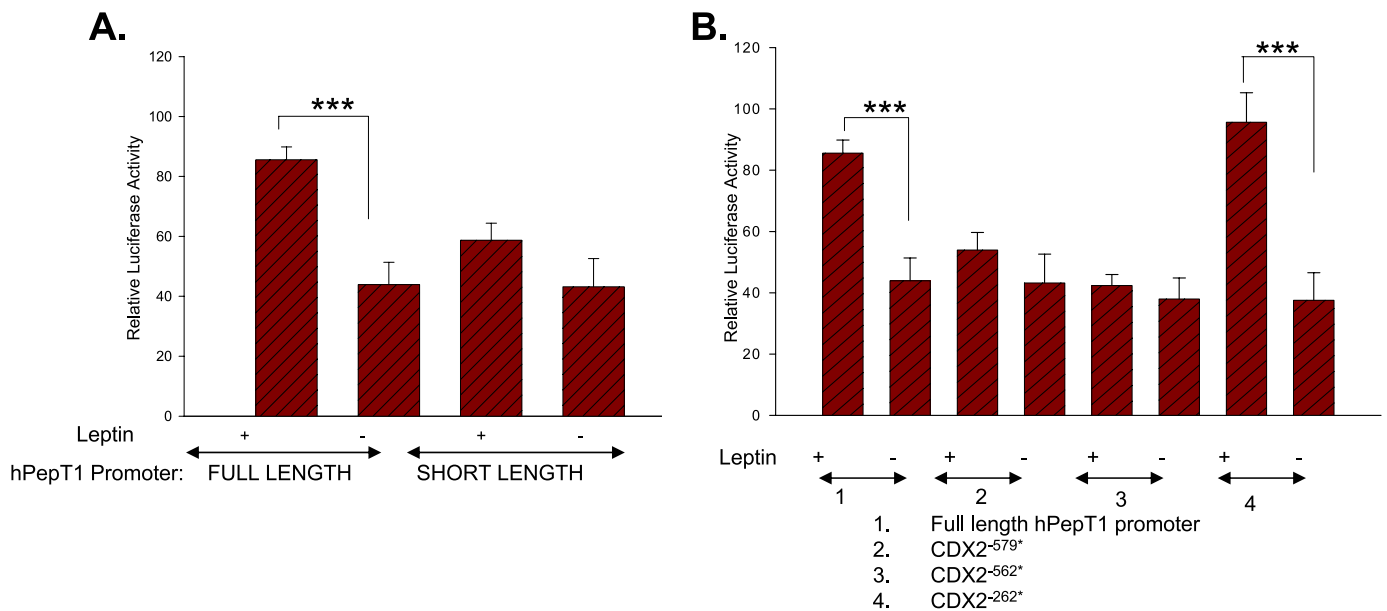 A.
120
100
80
60
40
20
0
Relative Luciferase Activity
***
Leptin + - + -
hPepT1 Promoter: FULL LENGTH SHORT LENGTH
B.
120
100
80
60
40
20
0
Relative Luciferase Activity
***
***
Leptin + - + - + - + -
1 2 3 4
1. Full length hPepT1 promoter
2. CDX2-579*
3. CDX2-562*
4. CDX2-262*